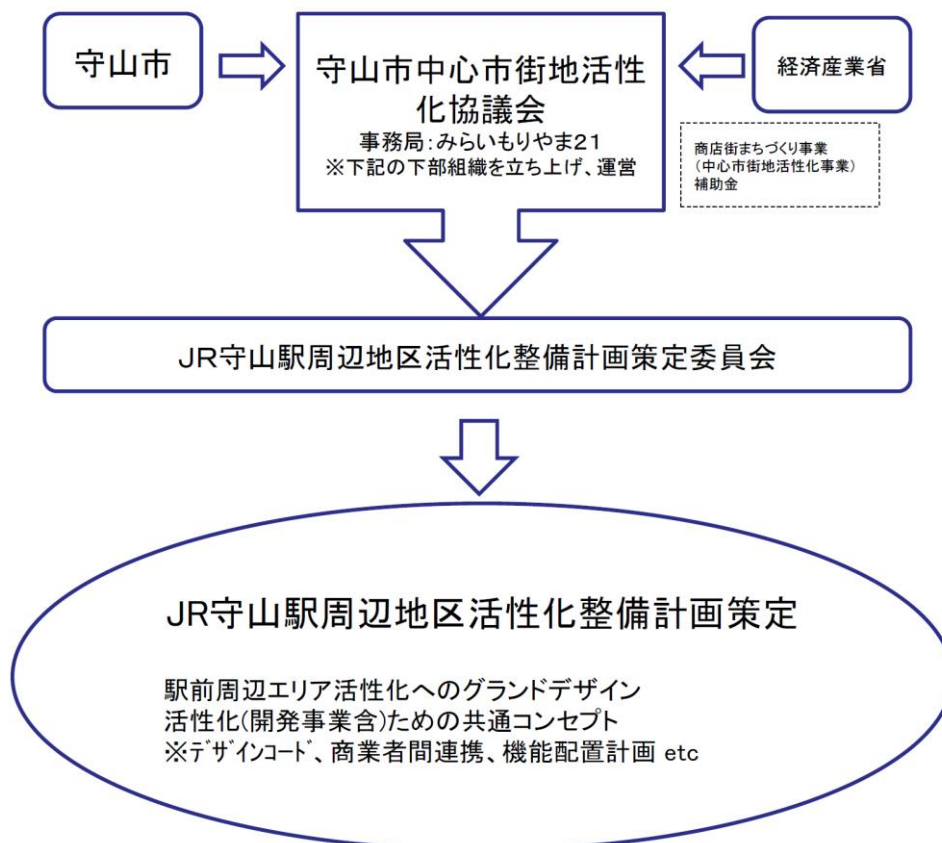 守山市
守山市中心市街地活性
化協議会
事務局:みらいもりやま21
※下記の下部組織を立ち上げ、運営
経済産業省
商店街まちづくり事業
(中心市街地活性化事業)
補助金
JR守山駅周辺地区活性化整備計画策定委員会
JR守山駅周辺地区活性化整備計画策定
駅前周辺エリア活性化へのグランドデザイン
活性化(開発事業含)ための共通コンセプト
※ﾃﾞｻﾞｲﾝｺｰﾄﾞ、商業者間連携、機能配置計画 etc